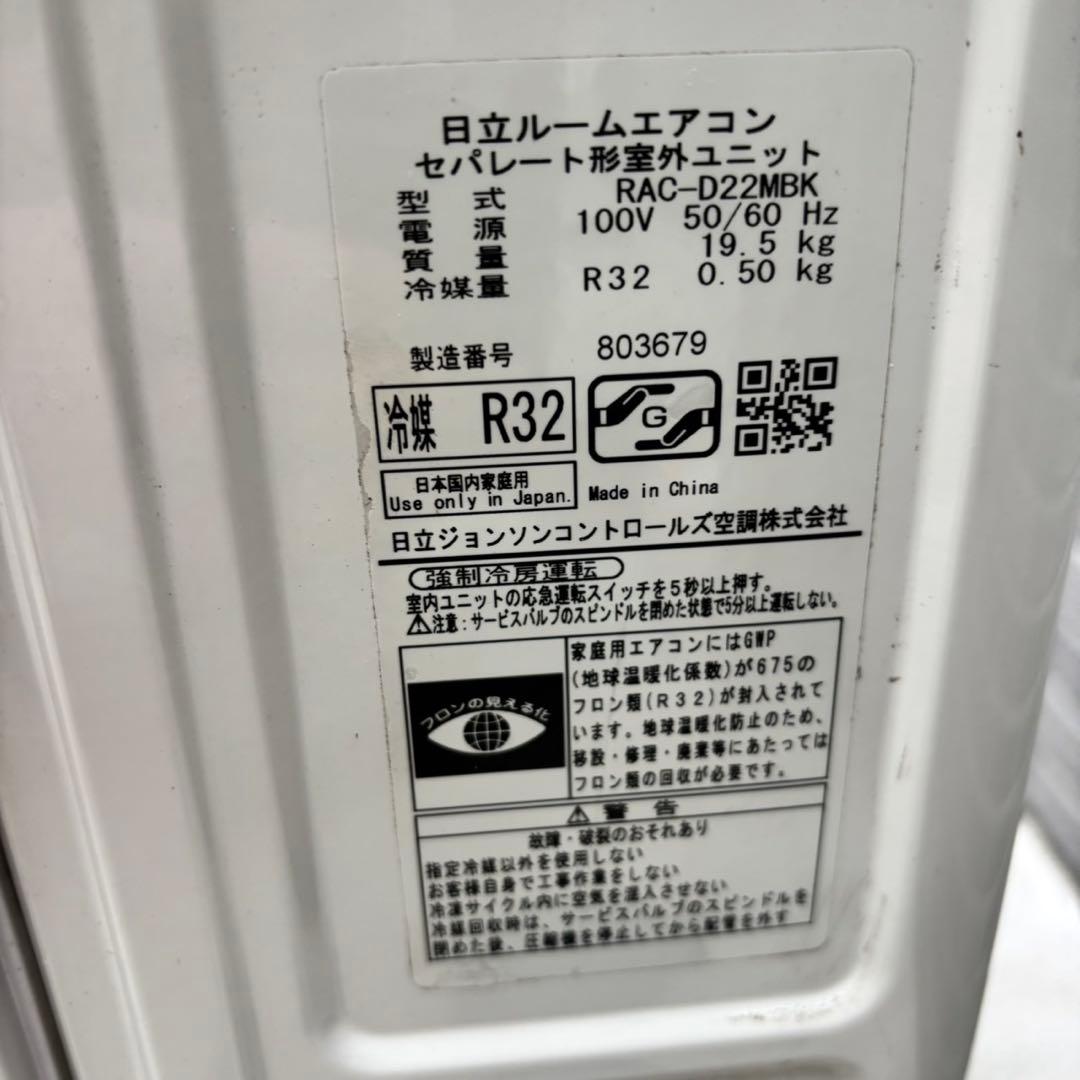 日立ルームエアコン
セパレート形室外ユニット
型式 RAC-D22MBK
電源 100V 50/60 Hz
質量 19.5 kg
冷媒量 R32 0.50 kg
製造番号 803679
冷媒 R32
G
日本国内家庭用
Use only in Japan.
Made in China
日立ジョンソンコントロールズ空調株式会社
強制冷房運転
室内ユニットの応急運転スイッチを5秒以上押す。
⚠注意:サービスバルブのスピンドルを閉めた状態で5分以上運転しない。
フロンの見える化
家庭用エアコンにはGWP
(地球温暖化係数)が675の
フロン類(R32)が封入されて
います。地球温暖化防止のため、
移設・修理・廃棄等にあたっては
フロン類の回収が必要です。
⚠警告
故障・破裂のおそれあり
指定冷媒以外を使用しない
お客様自身で工事作業をしない
冷凍サイクル内に空気を混入させない
冷媒回収時は、サービスバルブのスピンドルを
閉めた後、圧縮機を停止してから配管を外す